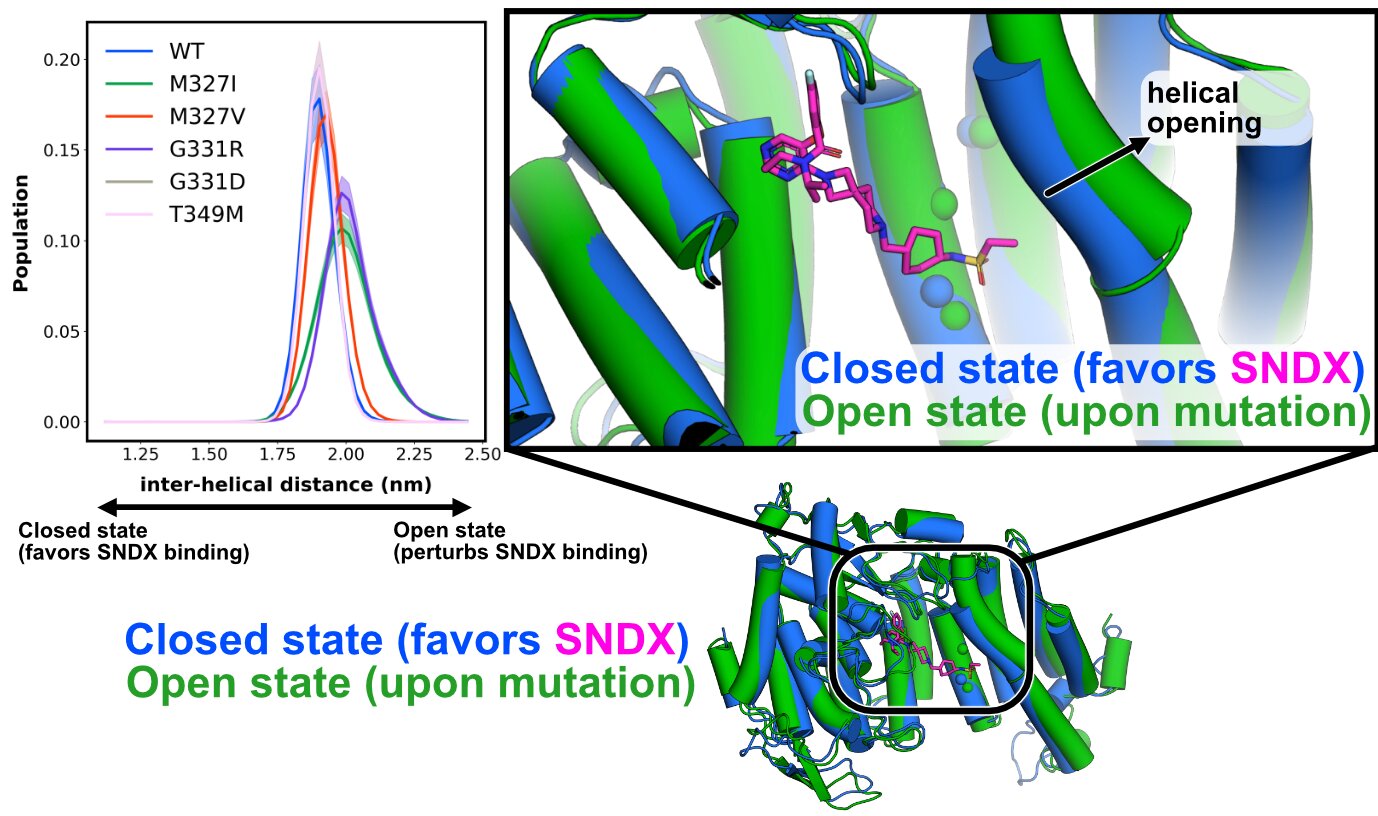 WT
M327I
M327V
G331R
G331D
T349M
0.20
0.15
0.10
0.05
0.00
Population
1.25 1.50 1.75 2.00 2.25 2.50
inter-helical distance (nm)
Closed state
(favors SNDX binding)
Open state
(perturbs SNDX binding)
helical
opening
Closed state (favors SNDX)
Open state (upon mutation)
Closed state (favors SNDX)
Open state (upon mutation)